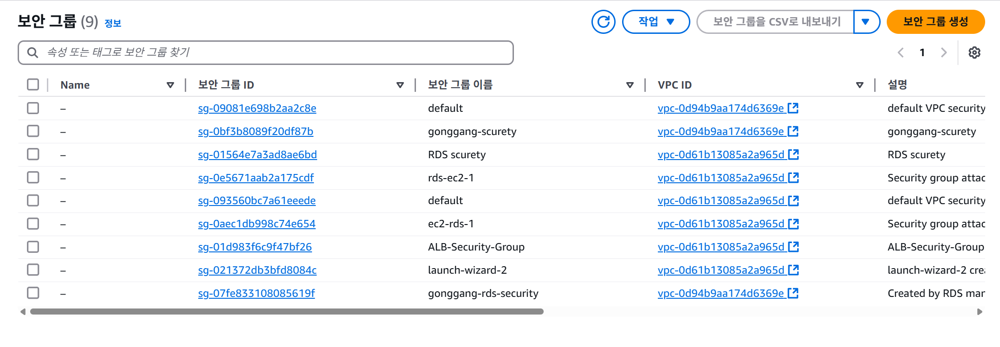 보안 그룹 (9) 정보
작업
보안 그룹을 CSV로 내보내기
보안 그룹 생성
속성 또는 태그로 보안 그룹 찾기
1
Name 보안 그룹 ID 보안 그룹 이름 VPC ID 설명
– sg-09081e698b2aa2c8e default vpc-0d94b9aa174d6369e default VPC security
– sg-0bf3b8089f20df87b gonggang-scurety vpc-0d94b9aa174d6369e gonggang-scurety
– sg-01564e7a3ad8ae6bd RDS scurety vpc-0d61b13085a2a965d RDS scurety
– sg-0e5671aab2a175cdf rds-ec2-1 vpc-0d61b13085a2a965d Security group attac
– sg-093560bc7a61eeede default vpc-0d61b13085a2a965d default VPC security
– sg-0aec1db998c74e654 ec2-rds-1 vpc-0d61b13085a2a965d Security group attac
– sg-01d983f6c9f47bf26 ALB-Security-Group vpc-0d61b13085a2a965d ALB-Security-Group
– sg-021372db3bfd8084c launch-wizard-2 vpc-0d61b13085a2a965d launch-wizard-2 crea
– sg-07fe833108085619f gonggang-rds-security vpc-0d94b9aa174d6369e Created by RDS man